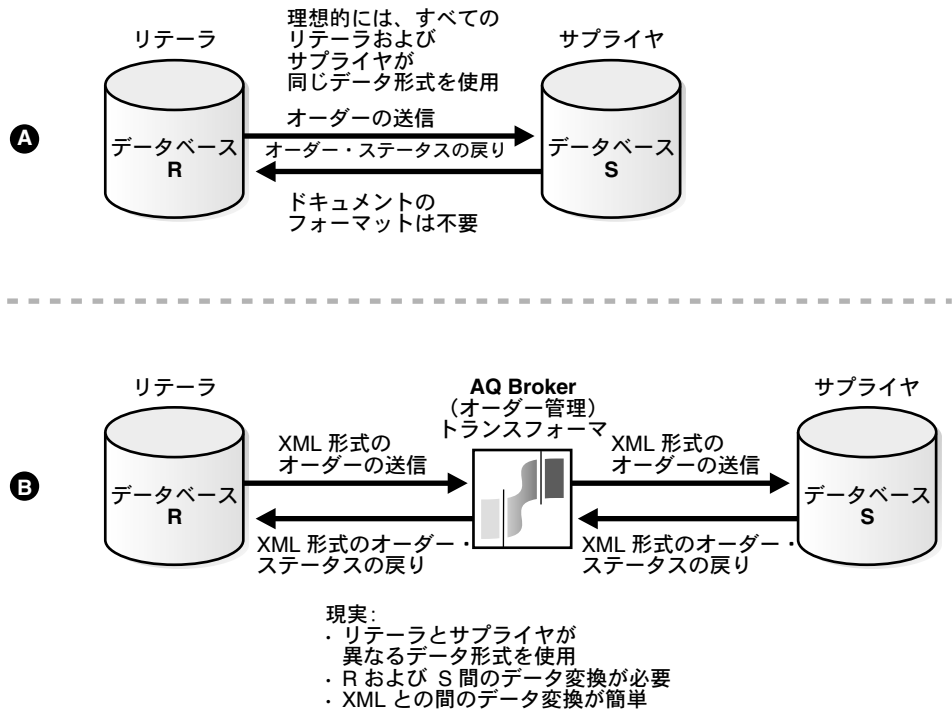 リテーラ
理想的には、すべての
リテーラおよび
サプライヤが
同じデータ形式を使用
サプライヤ
A
データベース
R
オーダーの送信
オーダー・ステータスの戻り
データベース
S
ドキュメントの
フォーマットは不要
リテーラ
AQ Broker
(オーダー管理)
トランスフォーマ
サプライヤ
B
データベース
R
XML 形式の
オーダーの送信
XML 形式の
オーダーの送信
データベース
S
XML 形式のオーダー・
ステータスの戻り
XML 形式のオーダー・
ステータスの戻り
現実:
・リテーラとサプライヤが
異なるデータ形式を使用
・R および S 間のデータ変換が必要
・XML との間のデータ変換が簡単